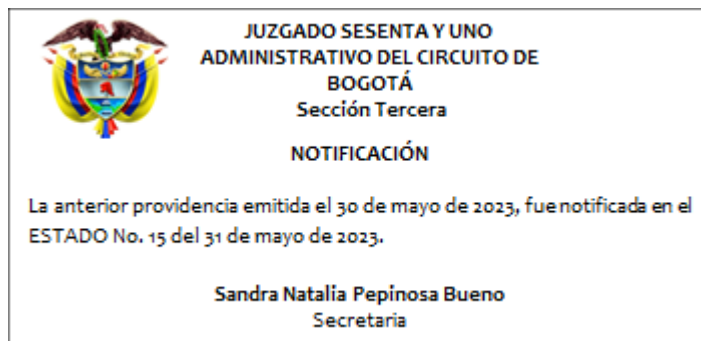 JUZGADO SESENTA Y UNO
ADMINISTRATIVO DEL CIRCUITO DE
BOGOTÁ
Sección Tercera
NOTIFICACIÓN
La anterior providencia emitida el 30 de mayo de 2023, fue notificada en el
ESTADO No. 15 del 31 de mayo de 2023.
Sandra Natalia Pepinosa Bueno
Secretaria